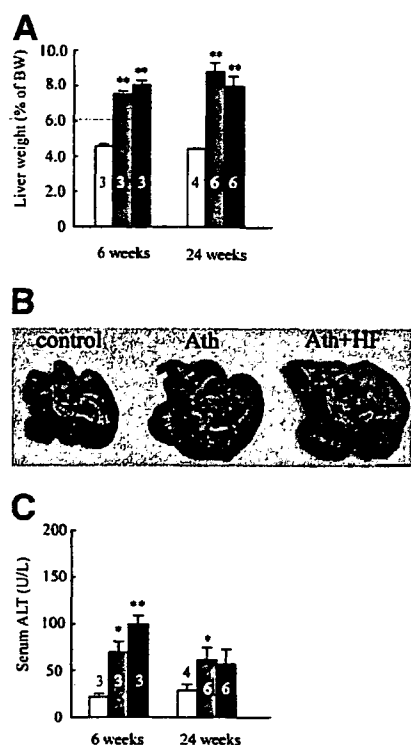 A
Liver weight (% of BW)
10.0
8.0
6.0
4.0
2.0
0
** **
** **
3 3 3
4 6 6
6 weeks 24 weeks
B
control Ath Ath+HF
C
Serum ALT (U/L)
200
150
100
50
0
* **
*
3 3 3
4 6 6
6 weeks 24 weeks